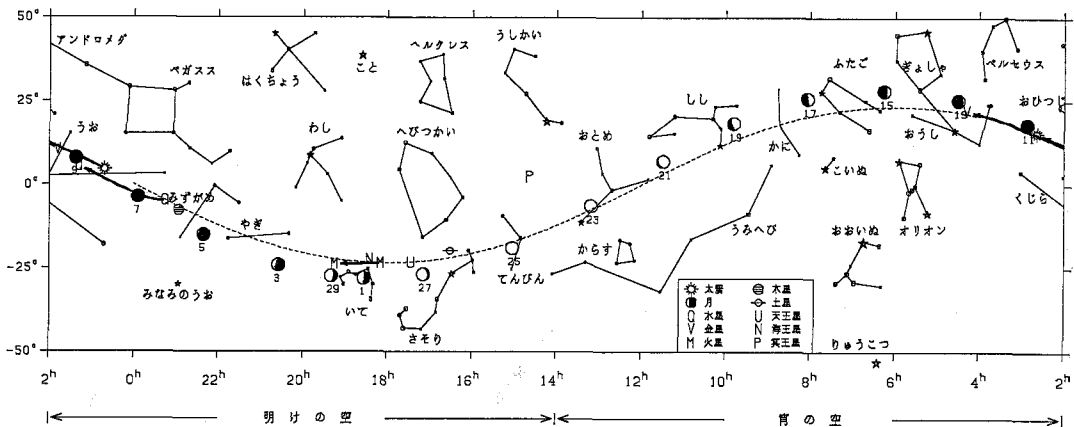 50°
25°
0°
-25°
-50°
アンドロメダ
ペガスス
はくちょう
こと
ヘルクレス
うしかい
ふたご
ぎょしゃ
ペルセウス
おひつじ
うお
わし
へびつかい
おとめ
しし
かに
おうし
こいぬ
くじら
みずがめ
やぎ
みなみのうお
いて
さそり
てんびん
からす
うみへび
おおいぬ
オリオン
りゅうこつ
V
Q
M
N
M
U
P
9
7
5
3
29
1
27
25
23
21
19
17
15
19
11
太陽 木星
月 土星
Q 水星 U 天王星
V 金星 N 海王星
M 火星 P 冥王星
2h 0h 22h 20h 18h 16h 14h 12h 10h 8h 6h 4h 2h
明けの空 宵の空